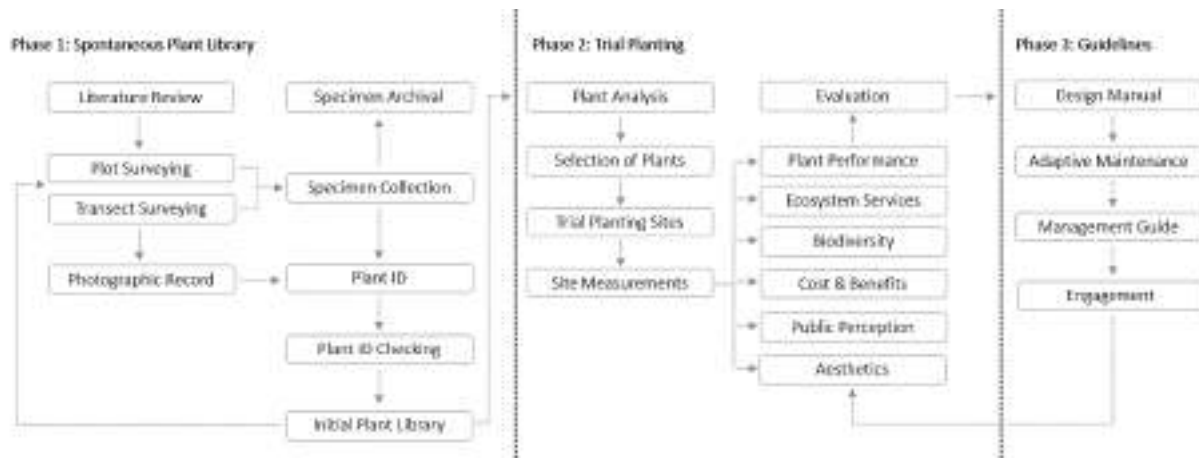 Phase 1: Spontaneous Plant Library
Literature Review
Plot Surveying
Transect Surveying
Photographic Record
Specimen Archival
Specimen Collection
Plant ID
Plant ID Checking
Initial Plant Library
Phase 2: Trial Planting
Plant Analysis
Selection of Plants
Trial Planting Sites
Site Measurements
Evaluation
Plant Performance
Ecosystem Services
Biodiversity
Cost & Benefits
Public Perception
Aesthetics
Phase 3: Guidelines
Design Manual
Adaptive Maintenance
Management Guide
Engagement